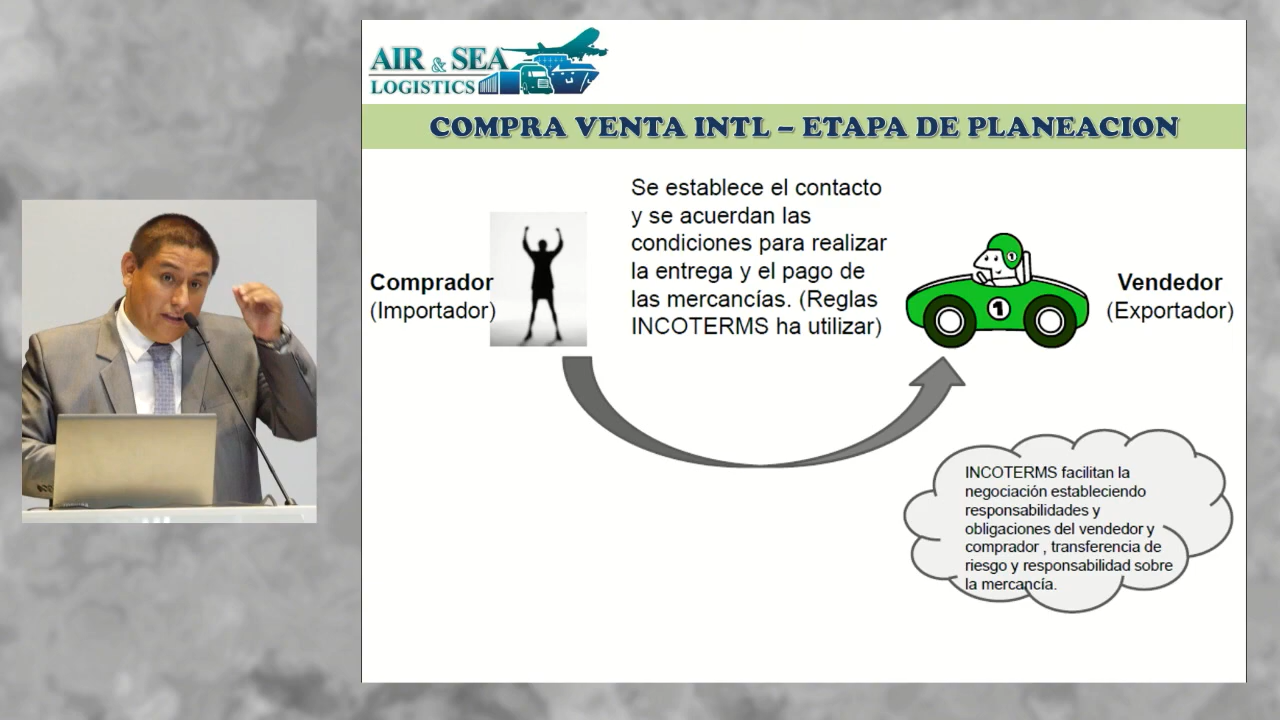 AIR & SEA
LOGISTICS
COMPRA VENTA INTL – ETAPA DE PLANEACION
Comprador
(Importador)
Se establece el contacto
y se acuerdan las
condiciones para realizar
la entrega y el pago de
las mercancías. (Reglas
INCOTERMS ha utilizar)
1
1
Vendedor
(Exportador)
INCOTERMS facilitan la
negociación estableciendo
responsabilidades y
obligaciones del vendedor y
comprador , transferencia de
riesgo y responsabilidad sobre
la mercancía.